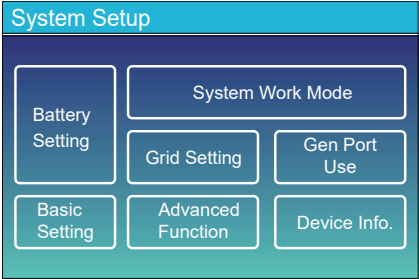 System Setup
Battery
Setting
System Work Mode
Grid Setting
Gen Port
Use
Basic
Setting
Advanced
Function
Device Info.